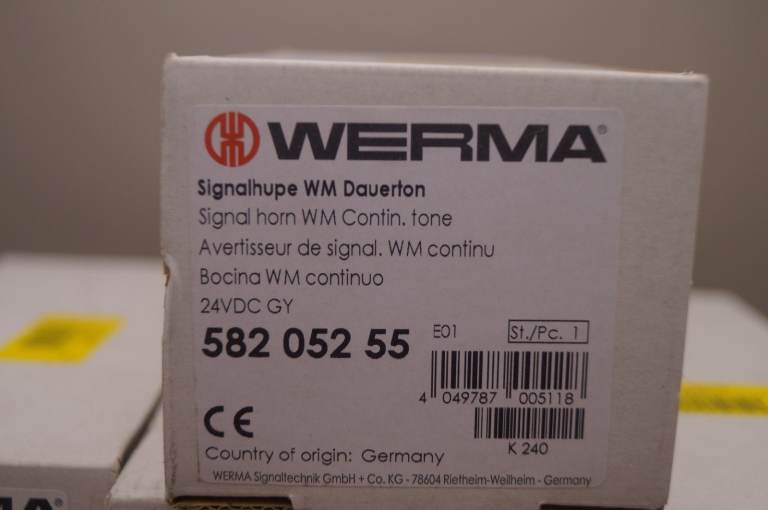 WERMA®
Signalhupe WM Dauerton
Signal horn WM Contin. tone
Avertisseur de signal. WM continu
Bocina WM continuo
24VDC GY
582 052 55
E01
St./Pc. 1
4 049787 005118
K 240
CE
Country of origin: Germany
WERMA Signaltechnik GmbH + Co. KG - 78604 Rietheim-Weilheim - Germany